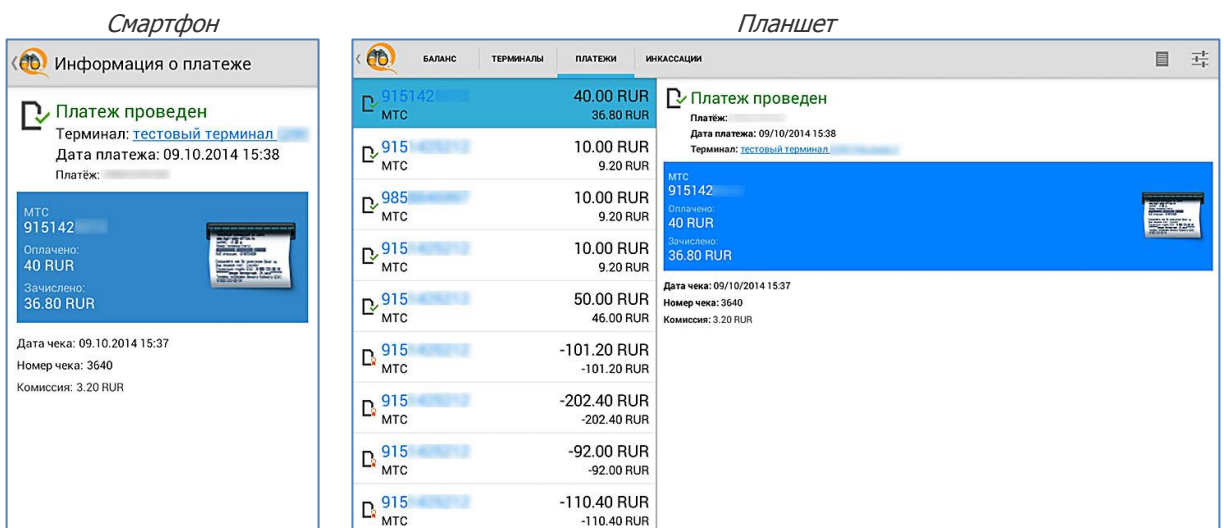 Смартфон
Информация о платеже
Платеж проведен
Терминал: тестовый терминал
Дата платежа: 09.10.2014 15:38
Платёж:
МТС
915142
Оплачено:
40 RUR
Зачислено:
36.80 RUR
Дата чека: 09.10.2014 15:37
Номер чека: 3640
Комиссия: 3.20 RUR
Планшет
БАЛАНС ТЕРМИНАЛЫ ПЛАТЕЖИ ИНКАССАЦИИ
915142 40.00 RUR
МТС 36.80 RUR
915 10.00 RUR
МТС 9.20 RUR
985 10.00 RUR
МТС 9.20 RUR
915 10.00 RUR
МТС 9.20 RUR
915 50.00 RUR
МТС 46.00 RUR
915 -101.20 RUR
МТС -101.20 RUR
915 -202.40 RUR
МТС -202.40 RUR
915 -92.00 RUR
МТС -92.00 RUR
915 -110.40 RUR
МТС -110.40 RUR
Платеж проведен
Платёж:
Дата платежа: 09/10/2014 15:38
Терминал: тестовый терминал
МТС
915142
Оплачено:
40 RUR
Зачислено:
36.80 RUR
Дата чека: 09/10/2014 15:37
Номер чека: 3640
Комиссия: 3.20 RUR